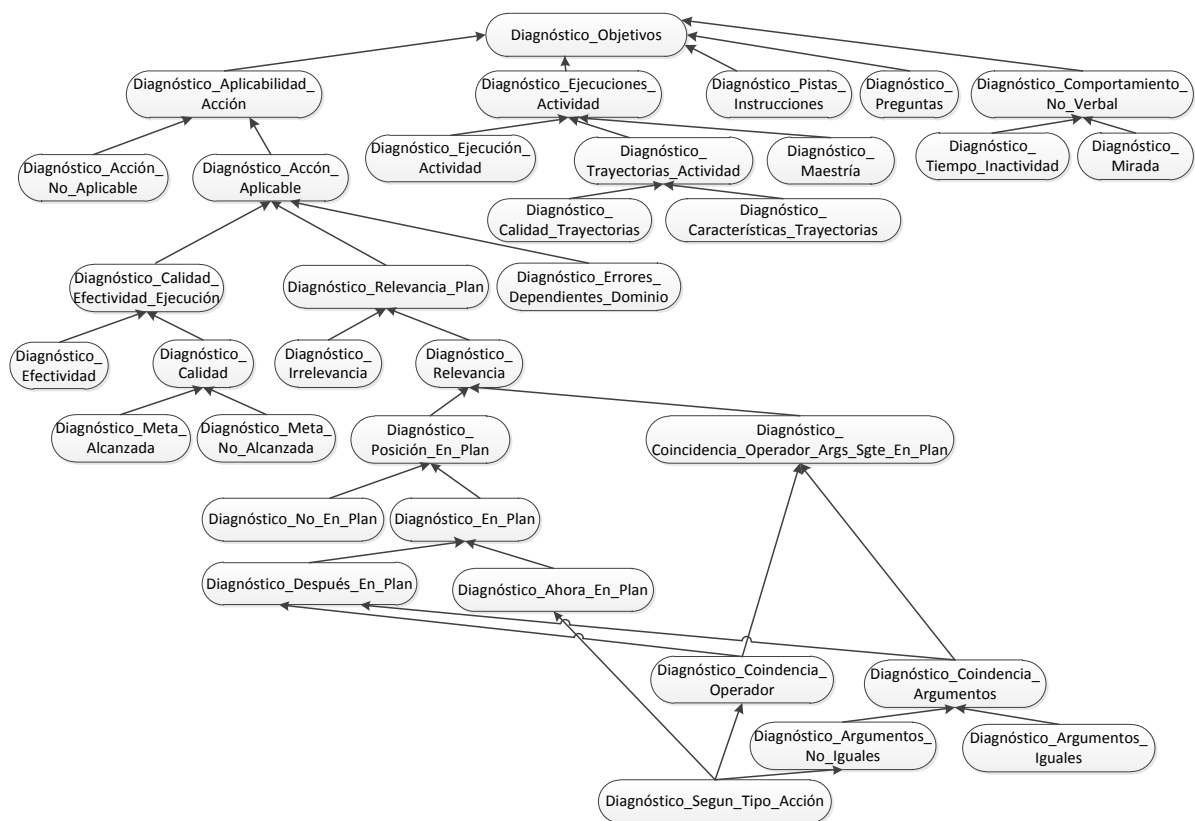 Diagnóstico_Objetivos
Diagnóstico_Aplicabilidad_
Acción
Diagnóstico_Ejecuciones_
Actividad
Diagnóstico_Pistas_
Instrucciones
Diagnóstico_
Preguntas
Diagnóstico_Comportamiento_
No_Verbal
Diagnóstico_Acción_
No_Aplicable
Diagnóstico_Accón_
Aplicable
Diagnóstico_Ejecución_
Actividad
Diagnóstico_
Trayectorias_Actividad
Diagnóstico_
Maestría
Diagnóstico_
Tiempo_Inactividad
Diagnóstico_
Mirada
Diagnóstico_
Calidad_Trayectorias
Diagnóstico_
Características_Trayectorias
Diagnóstico_Calidad_
Efectividad_Ejecución
Diagnóstico_Relevancia_Plan
Diagnóstico_Errores_
Dependientes_Dominio
Diagnóstico_
Efectividad
Diagnóstico_
Calidad
Diagnóstico_
Irrelevancia
Diagnóstico_
Relevancia
Diagnóstico_Meta_
Alcanzada
Diagnóstico_Meta_
No_Alcanzada
Diagnóstico_
Posición_En_Plan
Diagnóstico_
Coincidencia_Operador_Args_Sgte_En_Plan
Diagnóstico_No_En_Plan
Diagnóstico_En_Plan
Diagnóstico_Después_En_Plan
Diagnóstico_Ahora_En_Plan
Diagnóstico_Coindencia_
Operador
Diagnóstico_Coindencia_
Argumentos
Diagnóstico_Argumentos_
No_Iguales
Diagnóstico_Argumentos_
Iguales
Diagnóstico_Segun_Tipo_Acción